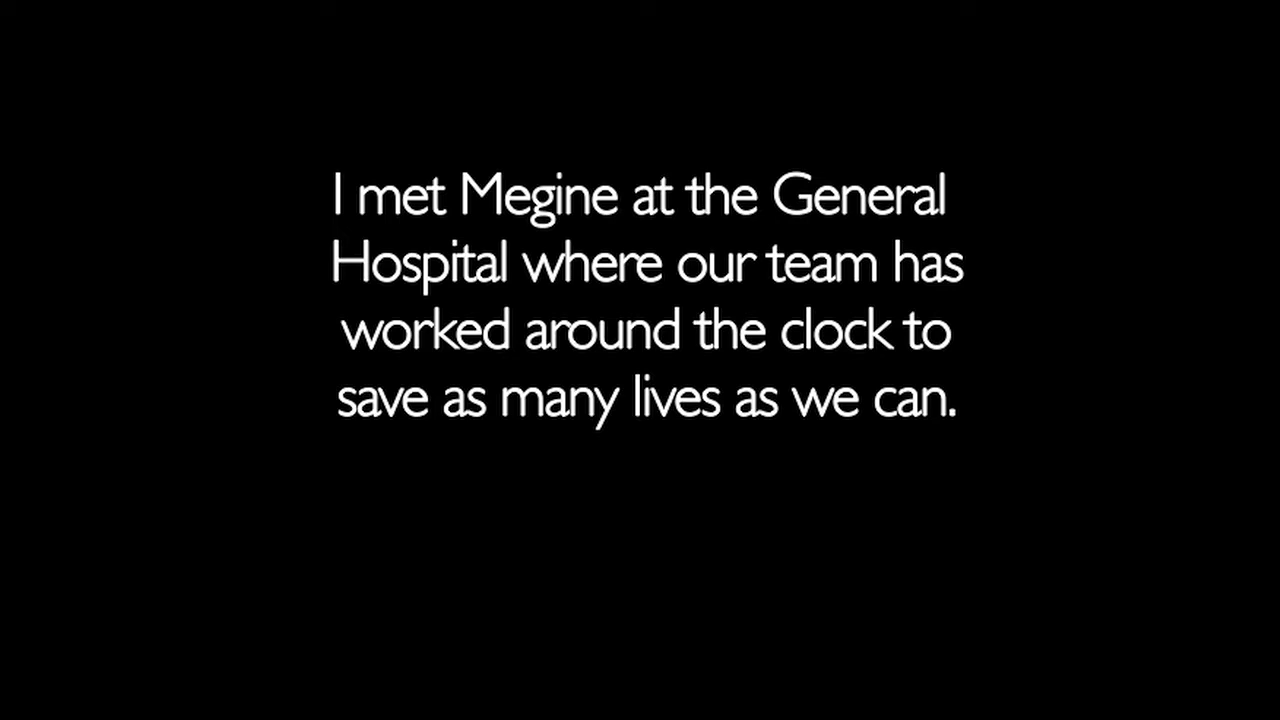 I met Megine at the General
Hospital where our team has
worked around the clock to
save as many lives as we can.